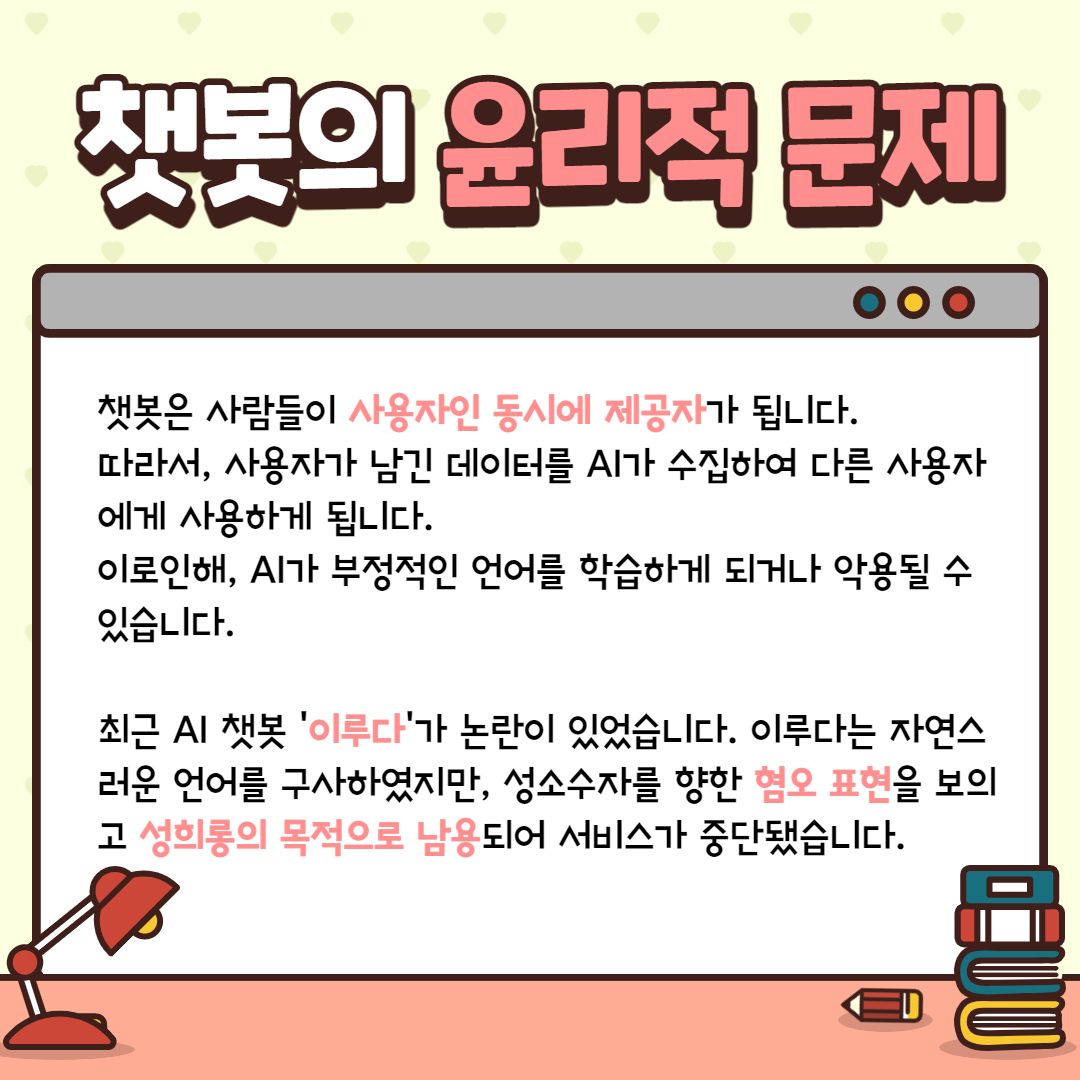 챗봇의 윤리적 문제
챗봇은 사람들이 사용자인 동시에 제공자가 됩니다.
따라서, 사용자가 남긴 데이터를 AI가 수집하여 다른 사용자
에게 사용하게 됩니다.
이로인해, AI가 부정적인 언어를 학습하게 되거나 악용될 수
있습니다.
최근 AI 챗봇 '이루다'가 논란이 있었습니다. 이루다는 자연스
러운 언어를 구사하였지만, 성소수자를 향한 혐오 표현을 보의
고 성희롱의 목적으로 남용되어 서비스가 중단됐습니다.